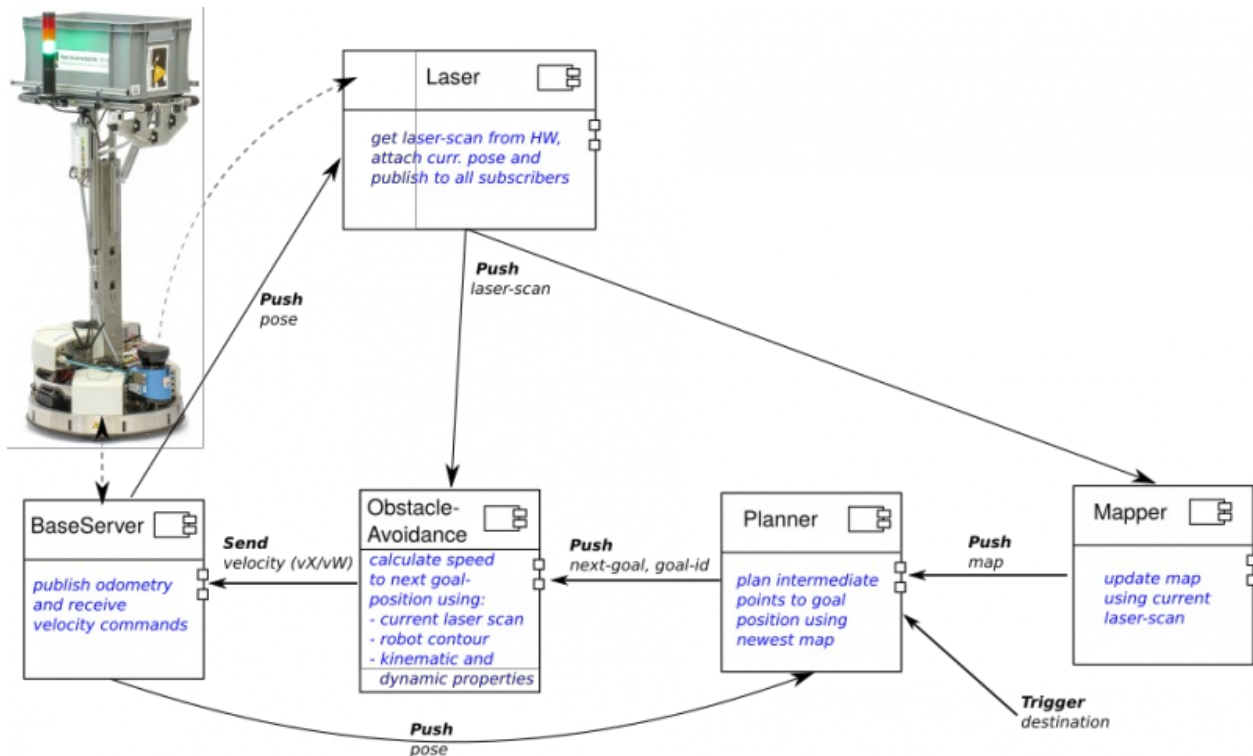 Laser
get laser-scan from HW,
attach curr. pose and
publish to all subscribers
Push
pose
Push
laser-scan
BaseServer
publish odometry
and receive
velocity commands
Send
velocity (vX/vW)
Obstacle-
Avoidance
calculate speed
to next goal-
position using:
- current laser scan
- robot contour
- kinematic and
dynamic properties
Push
next-goal, goal-id
Planner
plan intermediate
points to goal
position using
newest map
Push
map
Mapper
update map
using current
laser-scan
Trigger
destination
Push
pose